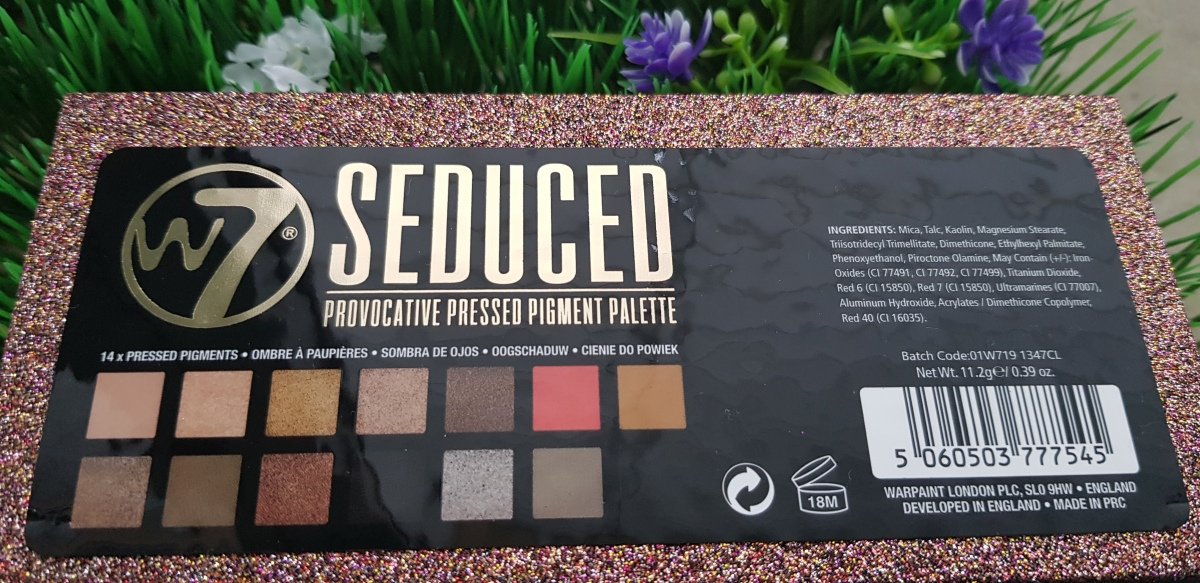 W7®
SEDUCED
PROVOCATIVE PRESSED PIGMENT PALETTE
14 x PRESSED PIGMENTS • OMBRE À PAUPIÈRES • SOMBRA DE OJOS • OOGSCHADUW • CIENIE DO POWIEK
INGREDIENTS: Mica, Talc, Kaolin, Magnesium Stearate,
Triisotridecyl Trimellitate, Dimethicone, Ethylhexyl Palmitate,
Phenoxyethanol, Piroctone Olamine, May Contain (+/-): Iron
Oxides (CI 77491, CI 77492, CI 77499), Titanium Dioxide,
Red 6 (CI 15850), Red 7 (CI 15850), Ultramarines (CI 77007),
Aluminum Hydroxide, Acrylates / Dimethicone Copolymer,
Red 40 (CI 16035).
Batch Code:01W719 1347CL
Net Wt. 11.2g℮/ 0.39 oz.
5 060503 777545
18M
WARPAINT LONDON PLC, SL0 9HW • ENGLAND
DEVELOPED IN ENGLAND • MADE IN PRC